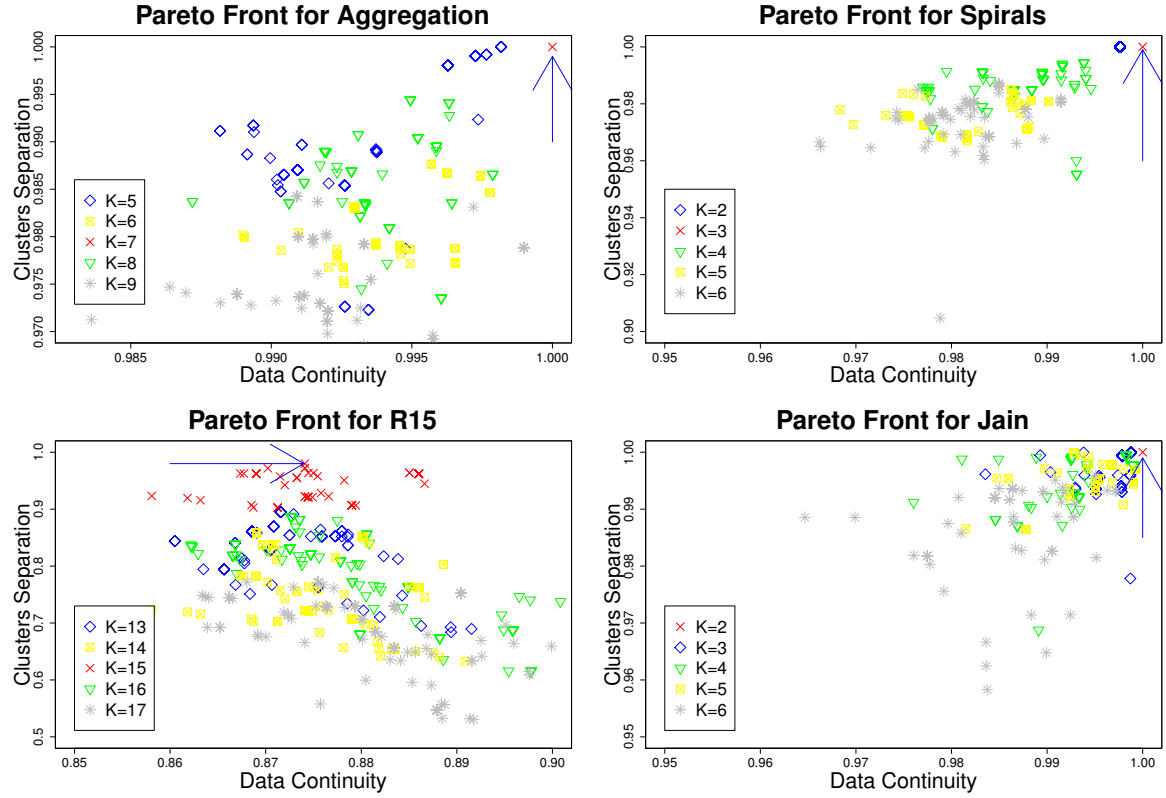 Pareto Front for Aggregation
Clusters Separation
1.000
0.995
0.990
0.985
0.980
0.975
0.970
K=5
K=6
K=7
K=8
K=9
0.985
0.990
0.995
1.000
Data Continuity
Pareto Front for Spirals
Clusters Separation
1.00
0.98
0.96
0.94
0.92
0.90
K=2
K=3
K=4
K=5
K=6
0.95
0.96
0.97
0.98
0.99
1.00
Data Continuity
Pareto Front for R15
Clusters Separation
1.0
0.9
0.8
0.7
0.6
0.5
K=13
K=14
K=15
K=16
K=17
0.85
0.86
0.87
0.88
0.89
0.90
Data Continuity
Pareto Front for Jain
Clusters Separation
1.00
0.99
0.98
0.97
0.96
0.95
K=2
K=3
K=4
K=5
K=6
0.95
0.96
0.97
0.98
0.99
1.00
Data Continuity